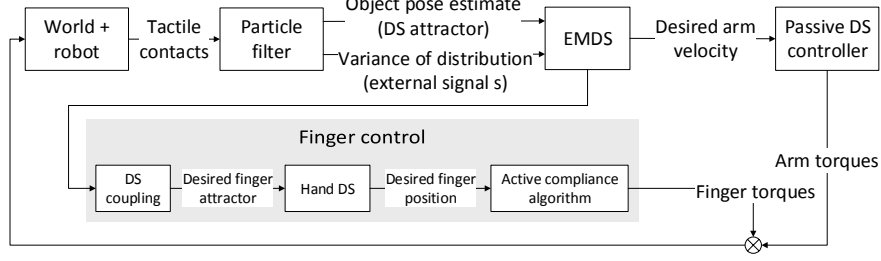 Object pose estimate
(DS attractor)
World +
robot
Tactile
contacts
Particle
filter
Variance of distribution
(external signal s)
EMDS
Desired arm
velocity
Passive DS
controller
Finger control
DS
coupling
Desired finger
attractor
Hand DS
Desired finger
position
Active compliance
algorithm
Arm torques
Finger torques